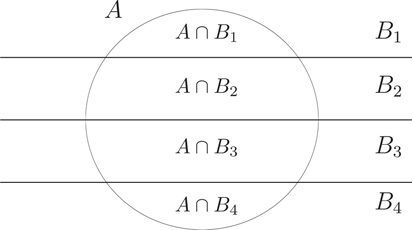 A
A ∩ B₁ B₁
A ∩ B₂ B₂
A ∩ B₃ B₃
A ∩ B₄ B₄